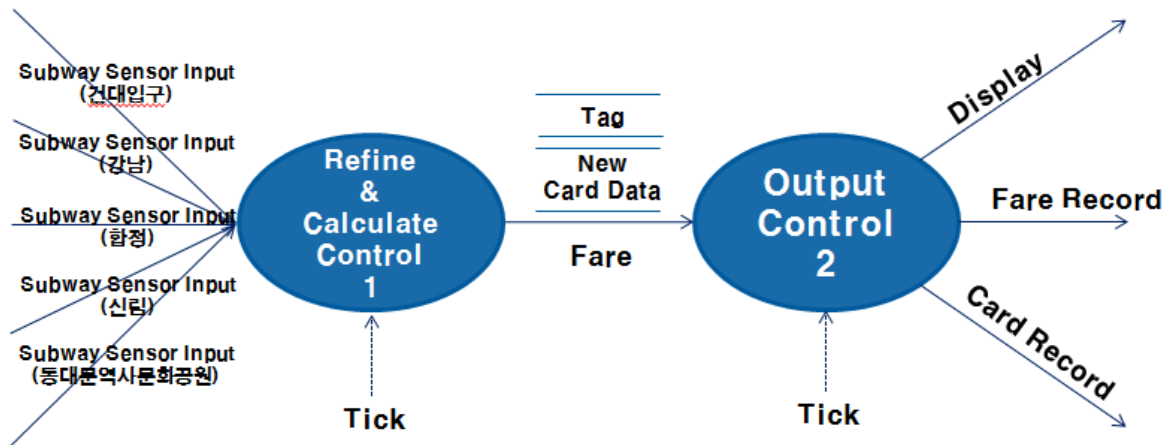 Subway Sensor Input
(건대입구)
Subway Sensor Input
(강남)
Subway Sensor Input
(합정)
Subway Sensor Input
(신림)
Subway Sensor Input
(동대문역사문화공원)
Refine
&
Calculate
Control
1
Tick
Tag
New
Card Data
Fare
Output
Control
2
Tick
Display
Fare Record
Card Record